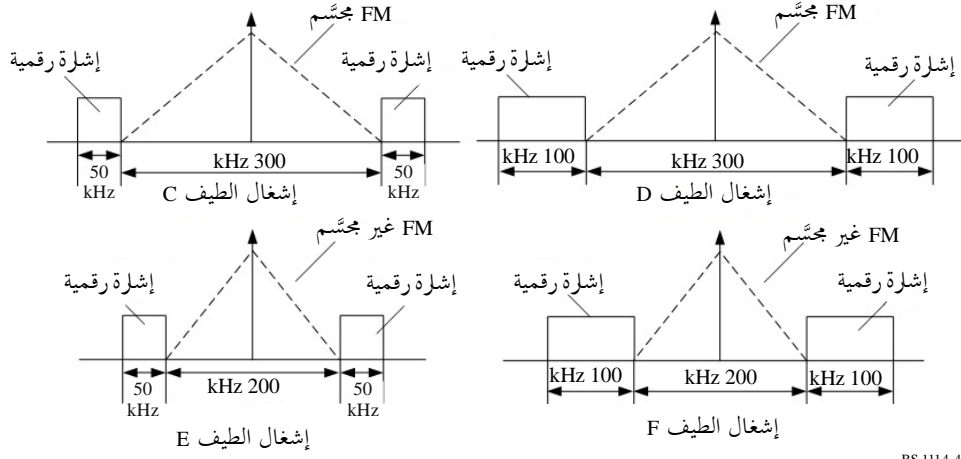 FM مجسَّم
إشارة رقمية
إشارة رقمية
kHz 300
50
kHz
50
kHz
إشغال الطيف C
FM مجسَّم
إشارة رقمية
إشارة رقمية
kHz 100
kHz 300
kHz 100
إشغال الطيف D
FM غير مجسَّم
إشارة رقمية
إشارة رقمية
50
kHz
kHz 200
50
kHz
إشغال الطيف E
FM غير مجسَّم
إشارة رقمية
إشارة رقمية
kHz 100
kHz 200
kHz 100
إشغال الطيف F